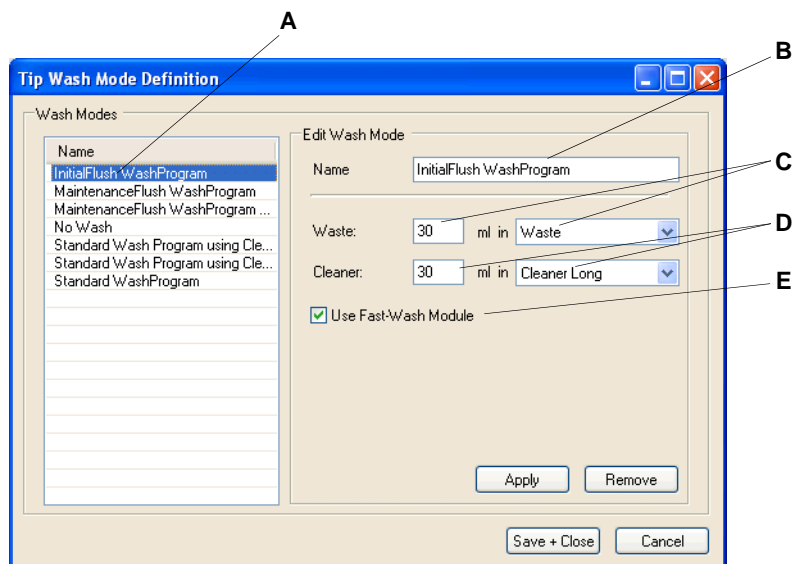 A
B
Tip Wash Mode Definition
Wash Modes
Name
InitialFlush WashProgram
MaintenanceFlush WashProgram
MaintenanceFlush WashProgram ...
No Wash
Standard Wash Program using Cle...
Standard Wash Program using Cle...
Standard WashProgram
Edit Wash Mode
Name InitialFlush WashProgram
C
Waste: 30 ml in Waste
D
Cleaner: 30 ml in Cleaner Long
E
Use Fast-Wash Module
Apply Remove
Save + Close Cancel